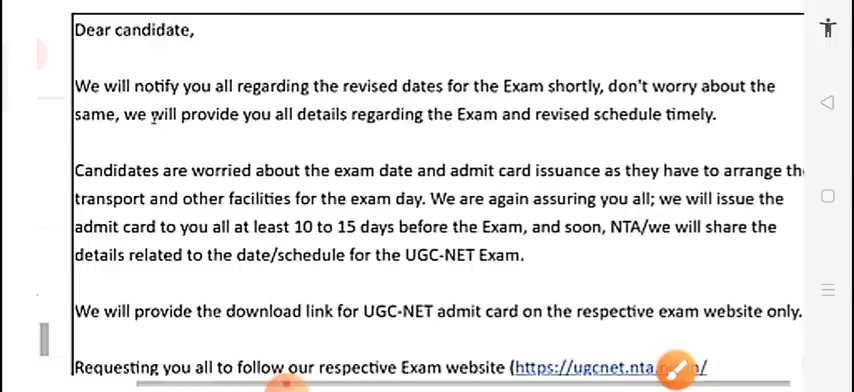 Dear candidate,
We will notify you all regarding the revised dates for the Exam shortly, don't worry about the
same, we will provide you all details regarding the Exam and revised schedule timely.
Candidates are worried about the exam date and admit card issuance as they have to arrange th
transport and other facilities for the exam day. We are again assuring you all; we will issue the
admit card to you all at least 10 to 15 days before the Exam, and soon, NTA/we will share the
details related to the date/schedule for the UGC-NET Exam.
We will provide the download link for UGC-NET admit card on the respective exam website only.
Requesting you all to follow our respective Exam website (https://ugcnet.nta.